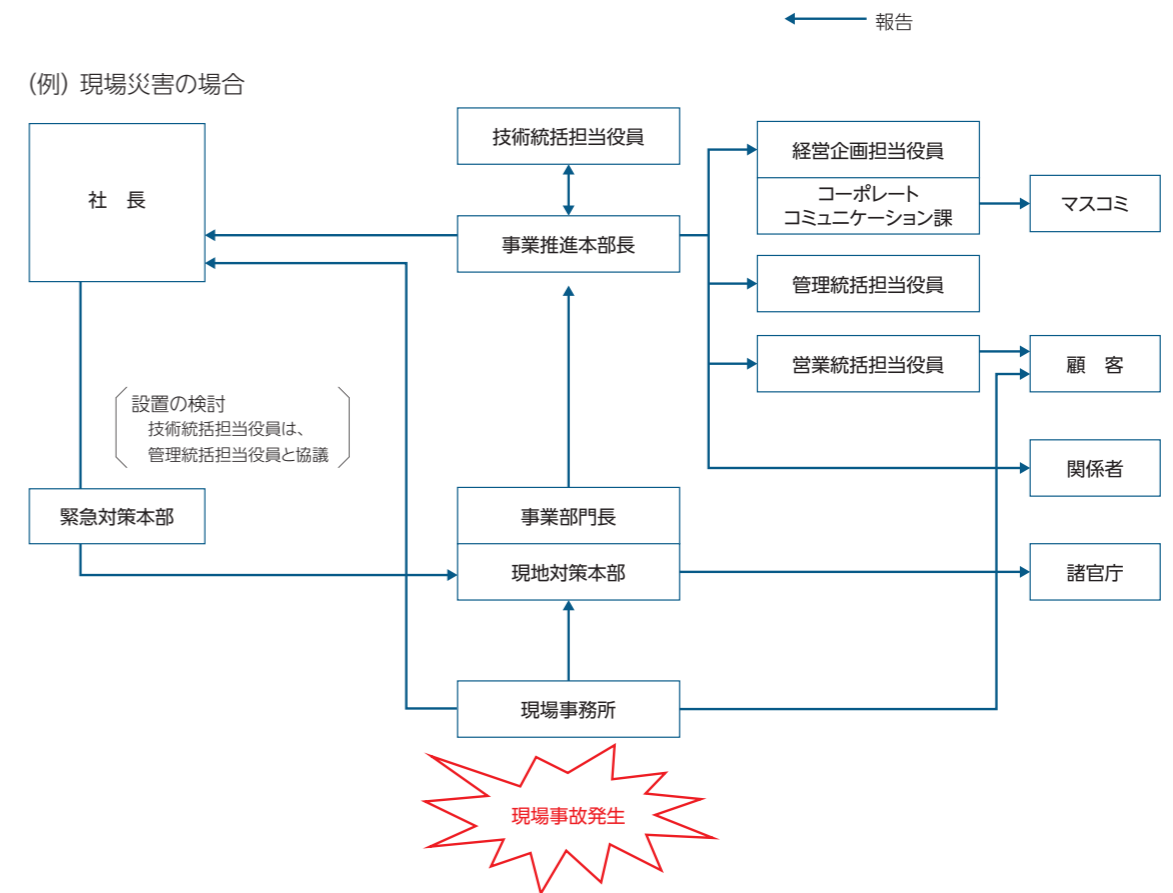 報告
(例) 現場災害の場合
技術統括担当役員
経営企画担当役員
社　長
コーポレート
コミュニケーション課
マスコミ
事業推進本部長
管理統括担当役員
営業統括担当役員
顧　客
設置の検討
技術統括担当役員は、
管理統括担当役員と協議
関係者
緊急対策本部
事業部門長
現地対策本部
諸官庁
現場事務所
現場事故発生